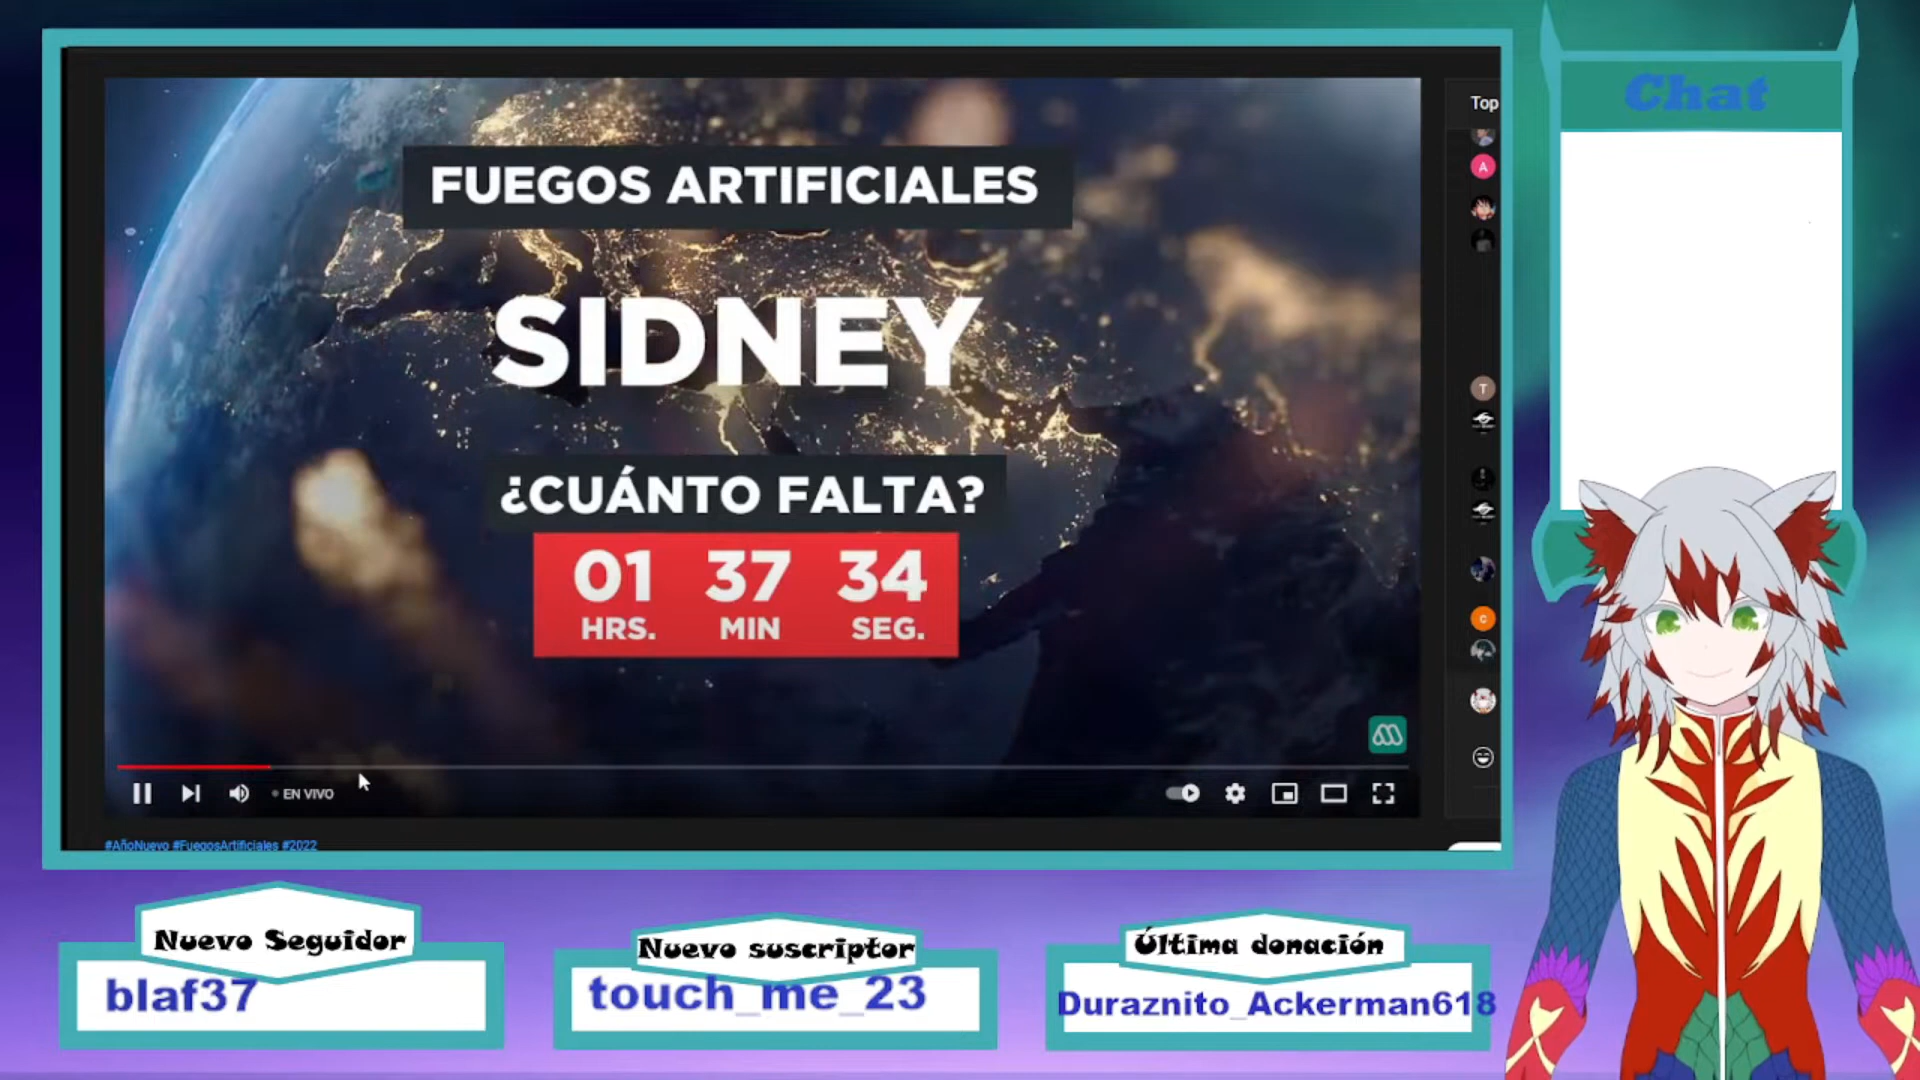 Chat
Top
A
FUEGOS ARTIFICIALES
SIDNEY
T
¿CUÁNTO FALTA?
01 37 34
HRS. MIN SEG.
C
EN VIVO
#AñoNuevo #FuegosArtificiales #2022
Nuevo Seguidor
blaf37
Nuevo suscriptor
touch_me_23
Última donación
Duraznito_Ackerman618